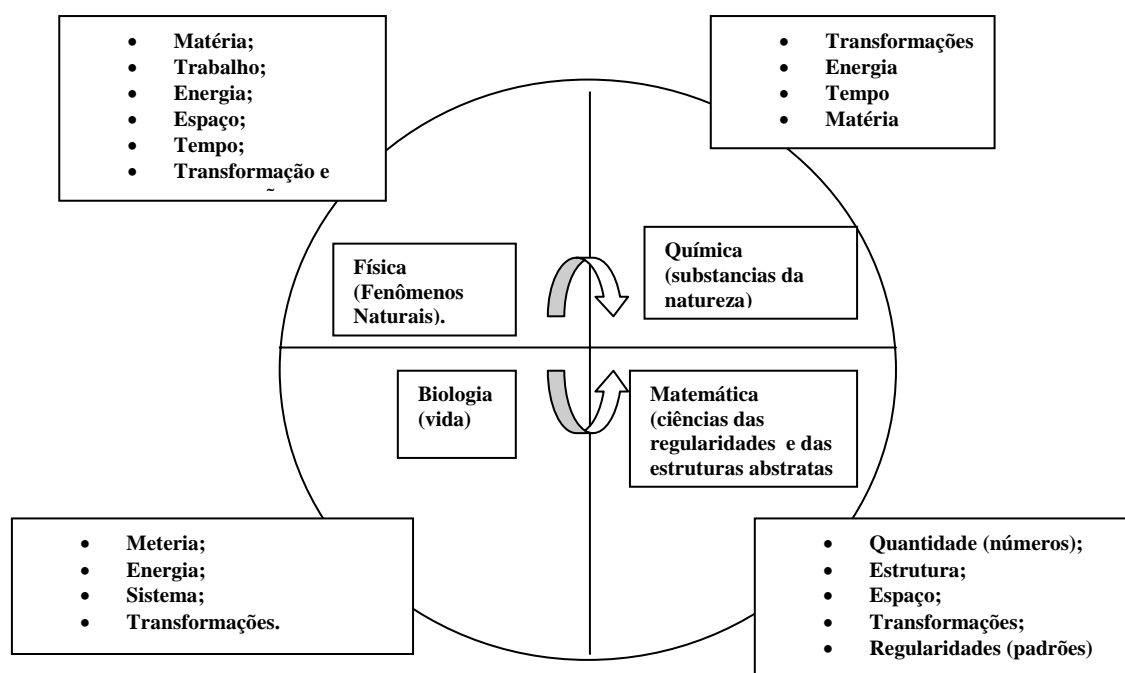 • Matéria;
• Trabalho;
• Energia;
• Espaço;
• Tempo;
• Transformação e
• Transformações
• Energia
• Tempo
• Matéria
Física
(Fenômenos
Naturais).
Química
(substancias da
natureza)
Biologia
(vida)
Matemática
(ciências das
regularidades e das
estruturas abstratas
• Meteria;
• Energia;
• Sistema;
• Transformações.
• Quantidade (números);
• Estrutura;
• Espaço;
• Transformações;
• Regularidades (padrões)